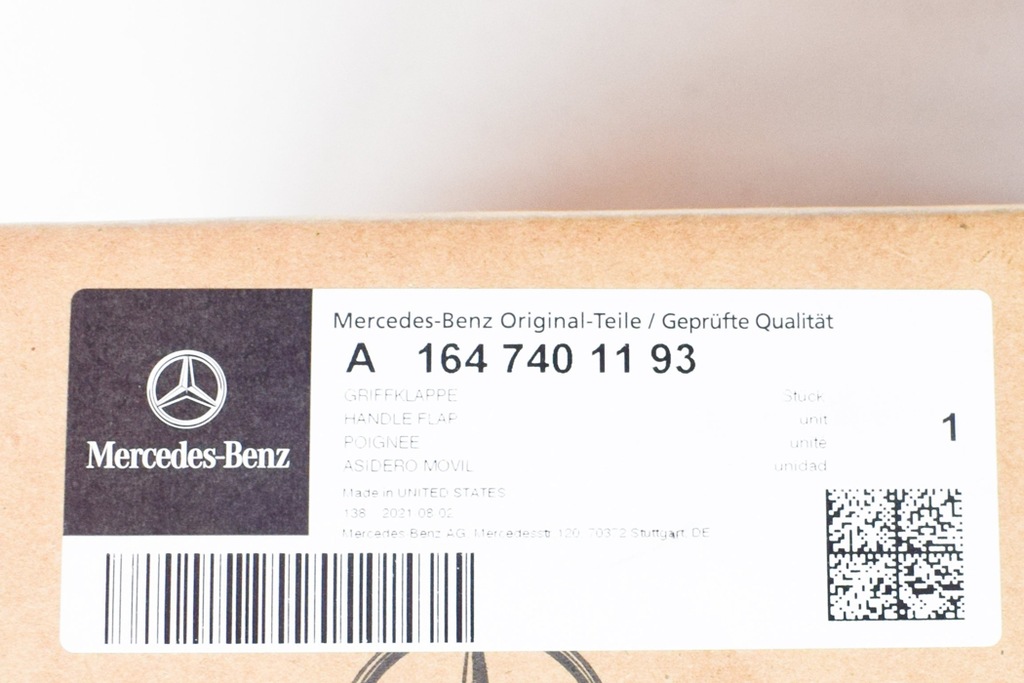 Mercedes-Benz
Mercedes-Benz Original-Teile / Geprüfte Qualität
A 164 740 11 93
GRIFFKLAPPE Stück
HANDLE FLAP unit
POIGNEE unite
ASIDERO MOVIL unidad
1
Made in UNITED STATES
138 2021-08-02
Mercedes-Benz AG, Mercedesstr. 120, 70372 Stuttgart, DE